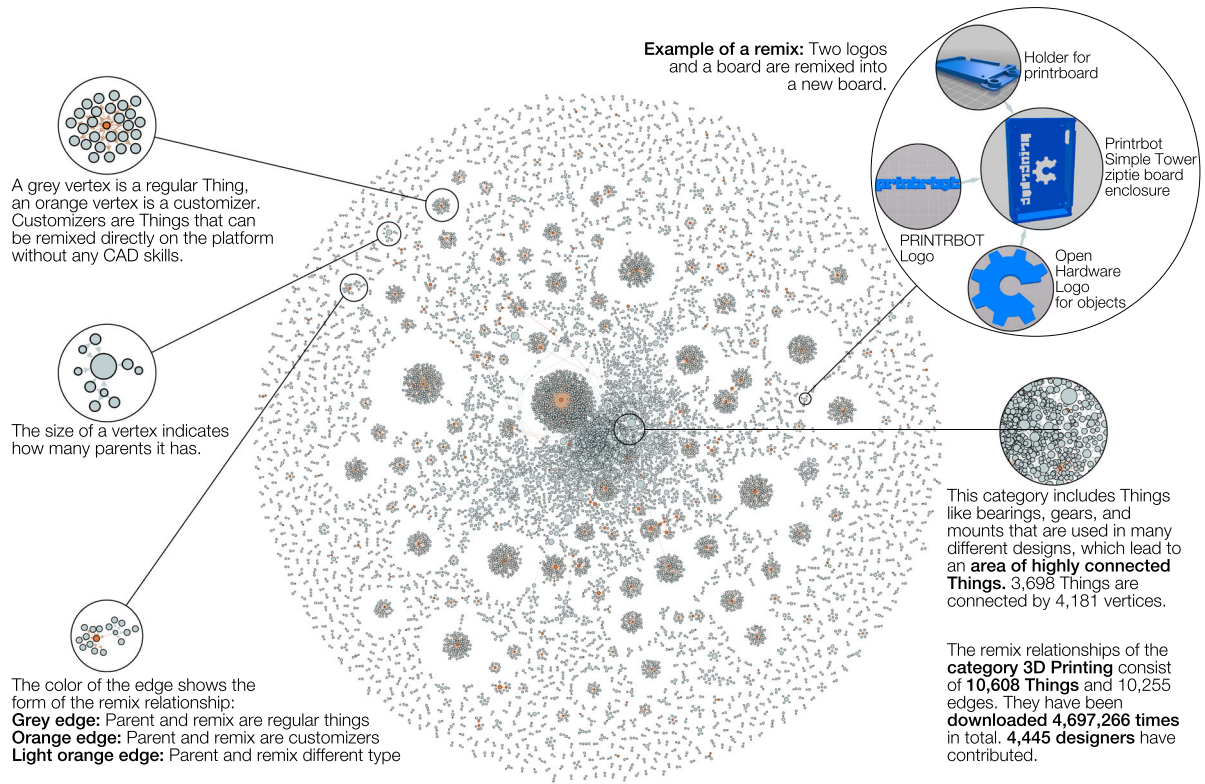 Example of a remix: Two logos
and a board are remixed into
a new board.
Holder for
printrboard
Printrbot
Simple Tower
ziptie board
enclosure
PRINTRBOT
Logo
Open
Hardware
Logo
for objects
A grey vertex is a regular Thing,
an orange vertex is a customizer.
Customizers are Things that can
be remixed directly on the platform
without any CAD skills.
The size of a vertex indicates
how many parents it has.
The color of the edge shows the
form of the remix relationship:
Grey edge: Parent and remix are regular things
Orange edge: Parent and remix are customizers
Light orange edge: Parent and remix different type
This category includes Things
like bearings, gears, and
mounts that are used in many
different designs, which lead to
an area of highly connected
Things. 3,698 Things are
connected by 4,181 vertices.
The remix relationships of the
category 3D Printing consist
of 10,608 Things and 10,255
edges. They have been
downloaded 4,697,266 times
in total. 4,445 designers have
contributed.